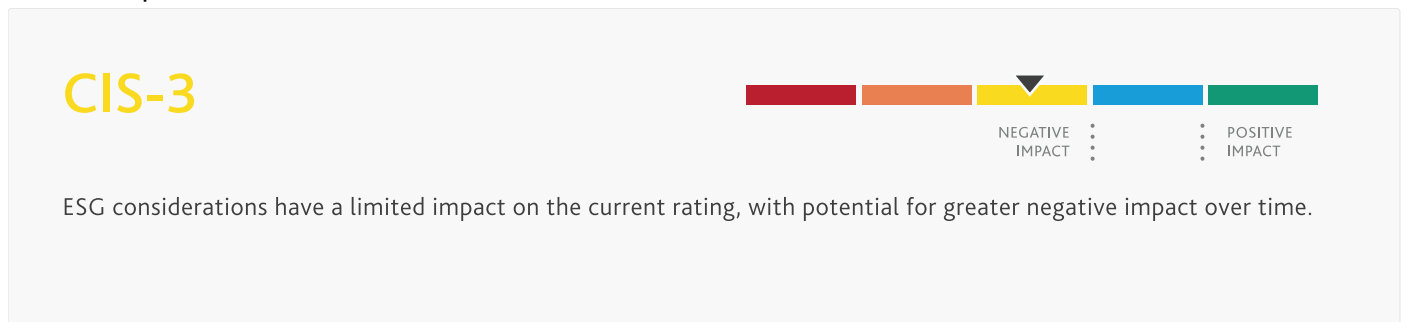 CIS-3
NEGATIVE
IMPACT
POSITIVE
IMPACT
ESG considerations have a limited impact on the current rating, with potential for greater negative impact over time.